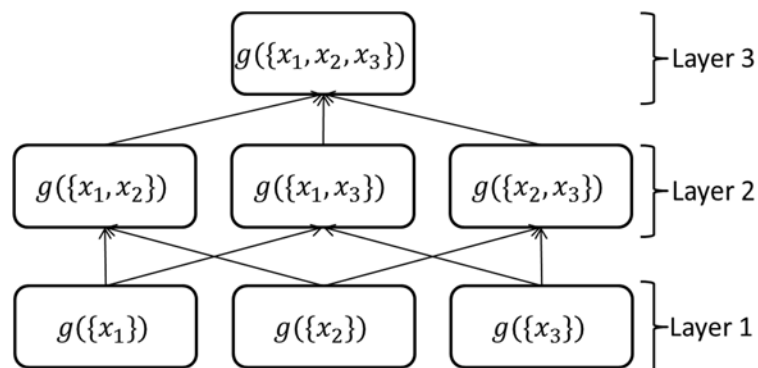 g({x₁, x₂, x₃}) Layer 3
g({x₁, x₂}) g({x₁, x₃}) g({x₂, x₃}) Layer 2
g({x₁}) g({x₂}) g({x₃}) Layer 1